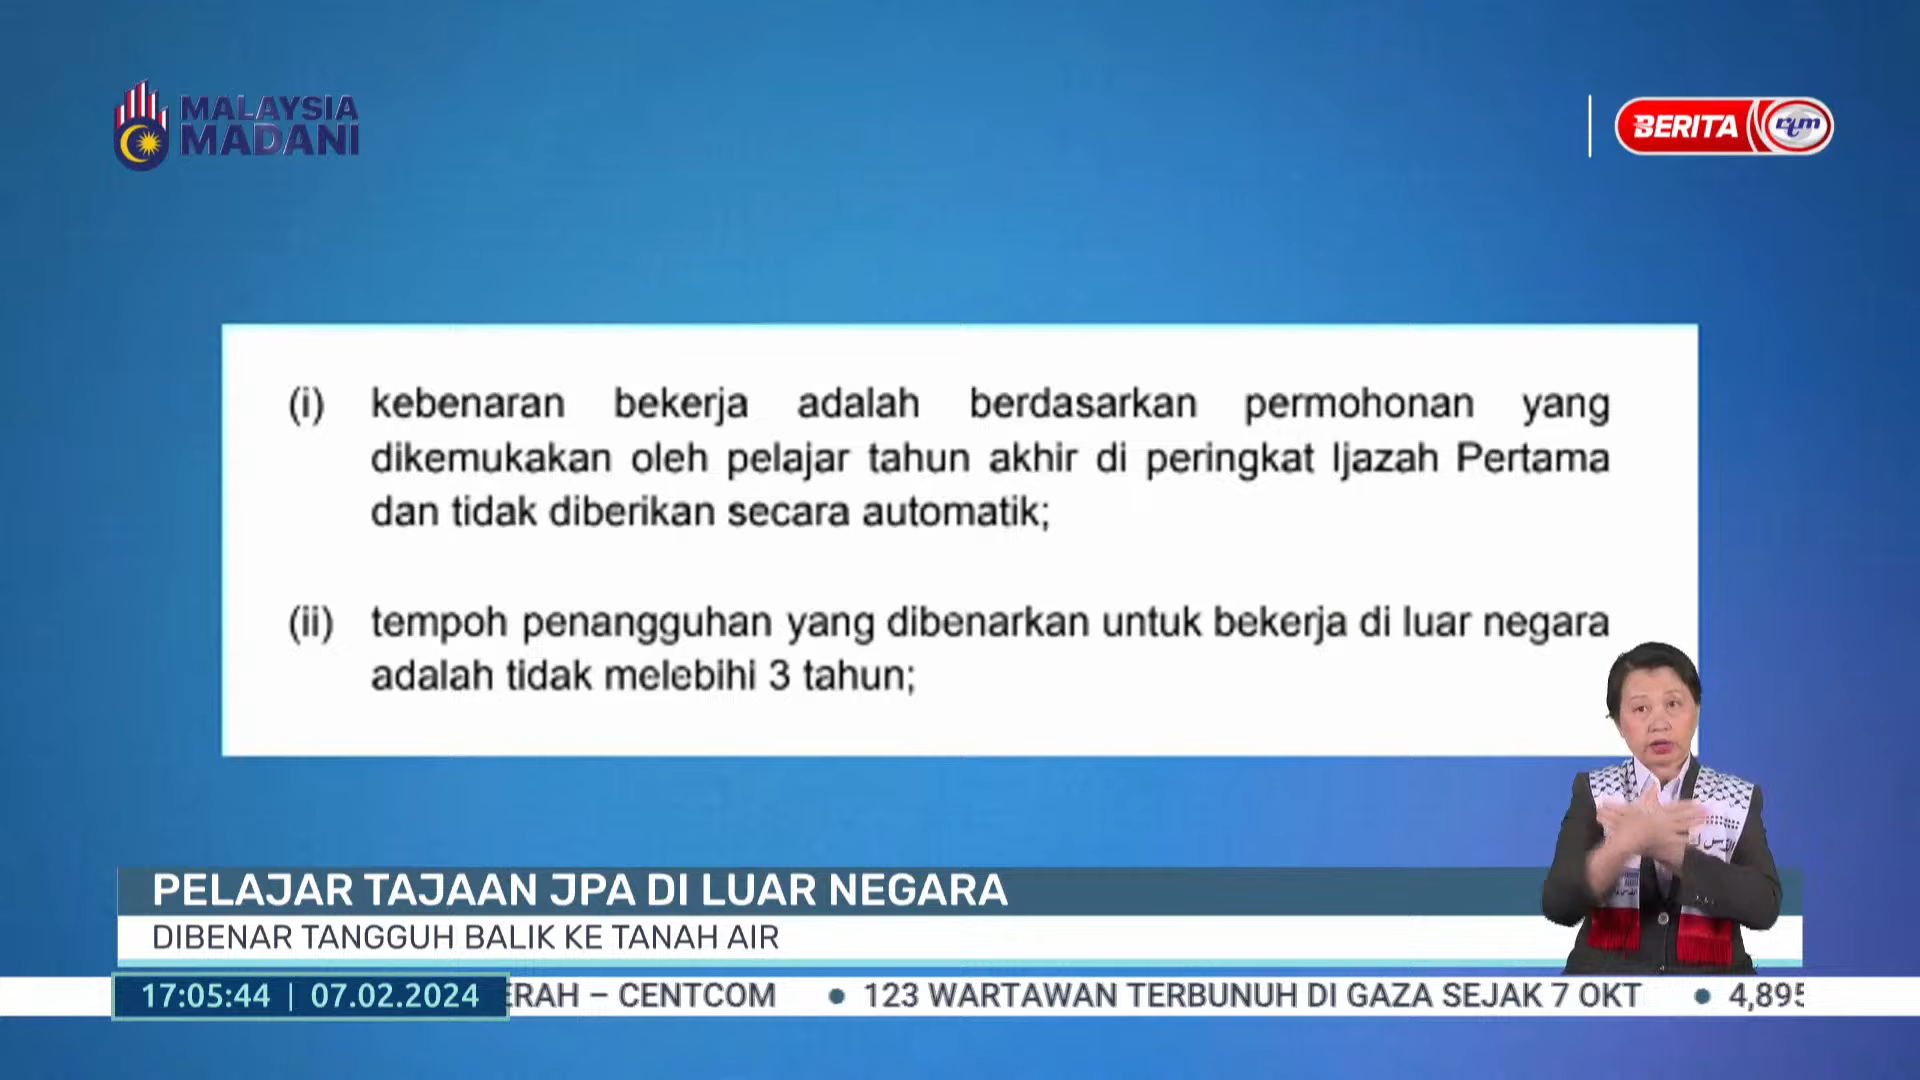 MALAYSIA
MADANI
BERITA rtm
(i) kebenaran bekerja adalah berdasarkan permohonan yang
dikemukakan oleh pelajar tahun akhir di peringkat Ijazah Pertama
dan tidak diberikan secara automatik;
(ii) tempoh penangguhan yang dibenarkan untuk bekerja di luar negara
adalah tidak melebihi 3 tahun;
PELAJAR TAJAAN JPA DI LUAR NEGARA
DIBENAR TANGGUH BALIK KE TANAH AIR
17:05:44 | 07.02.2024 ERAH – CENTCOM • 123 WARTAWAN TERBUNUH DI GAZA SEJAK 7 OKT • 4,895